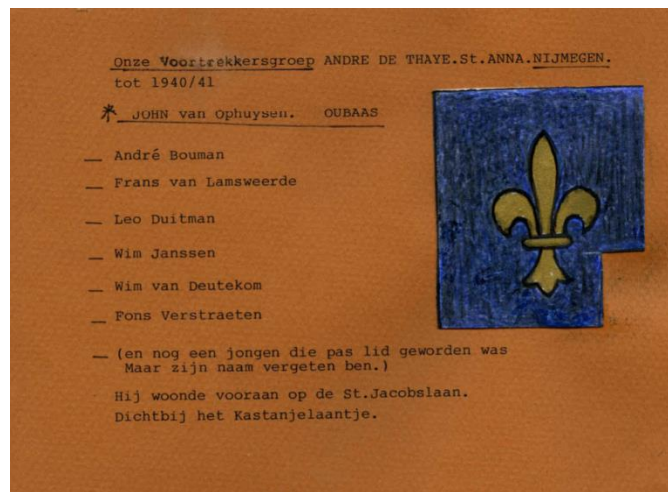 Onze Voortrekkersgroep ANDRE DE THAYE.St.ANNA.NIJMEGEN.
tot 1940/41
* JOHN van Ophuysen. OUBAAS
_ André Bouman
_ Frans van Lamsweerde
_ Leo Duitman
_ Wim Janssen
_ Wim van Deutekom
_ Fons Verstraeten
_ (en nog een jongen die pas lid geworden was
Maar zijn naam vergeten ben.)
Hij woonde vooraan op de St.Jacobslaan.
Dichtbij het Kastanjelaantje.